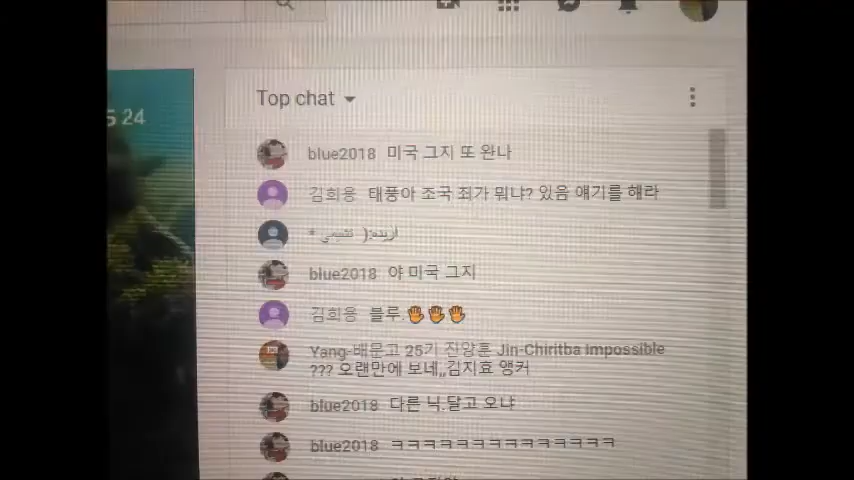 5 24
Top chat
blue2018 미국 그지 또 완나
김희용 태풍아 조국 죄가 뭐냐? 있음 얘기를 해라
blue2018 야 미국 그지
김희용 블루.✋✋✋
Yang-배문고 25기 진양훈 Jin-Chiritba Impossible
??? 오랜만에 보네,,김지효 앵커
blue2018 다른 닉.달고 오냐
blue2018 ㅋㅋㅋㅋㅋㅋㅋㅋㅋㅋㅋㅋㅋㅋ